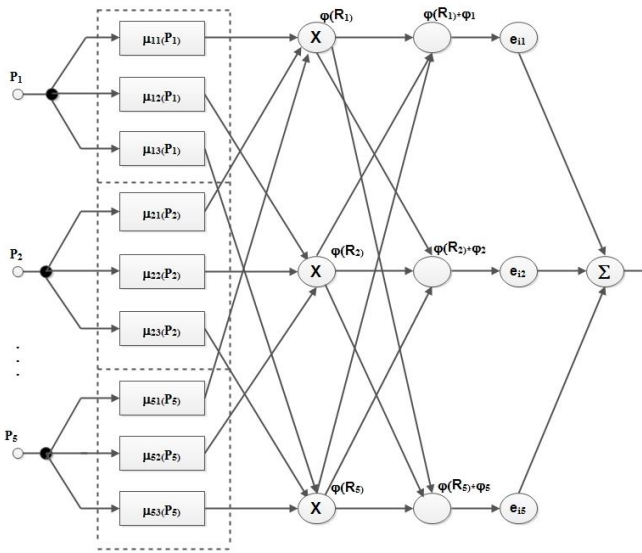 φ(R₁)
φ(R₁)+φ₁
μ₁₁(P₁)
X
eᵢ₁
P₁
μ₁₂(P₁)
μ₁₃(P₁)
μ₂₁(P₂)
P₂
φ(R₂)
φ(R₂)+φ₂
μ₂₂(P₂)
X
eᵢ₂
Σ
μ₂₃(P₂)
. . .
μ₅₁(P₅)
P₅
μ₅₂(P₅)
φ(R₅)
φ(R₅)+φ₅
μ₅₃(P₅)
X
eᵢ₅